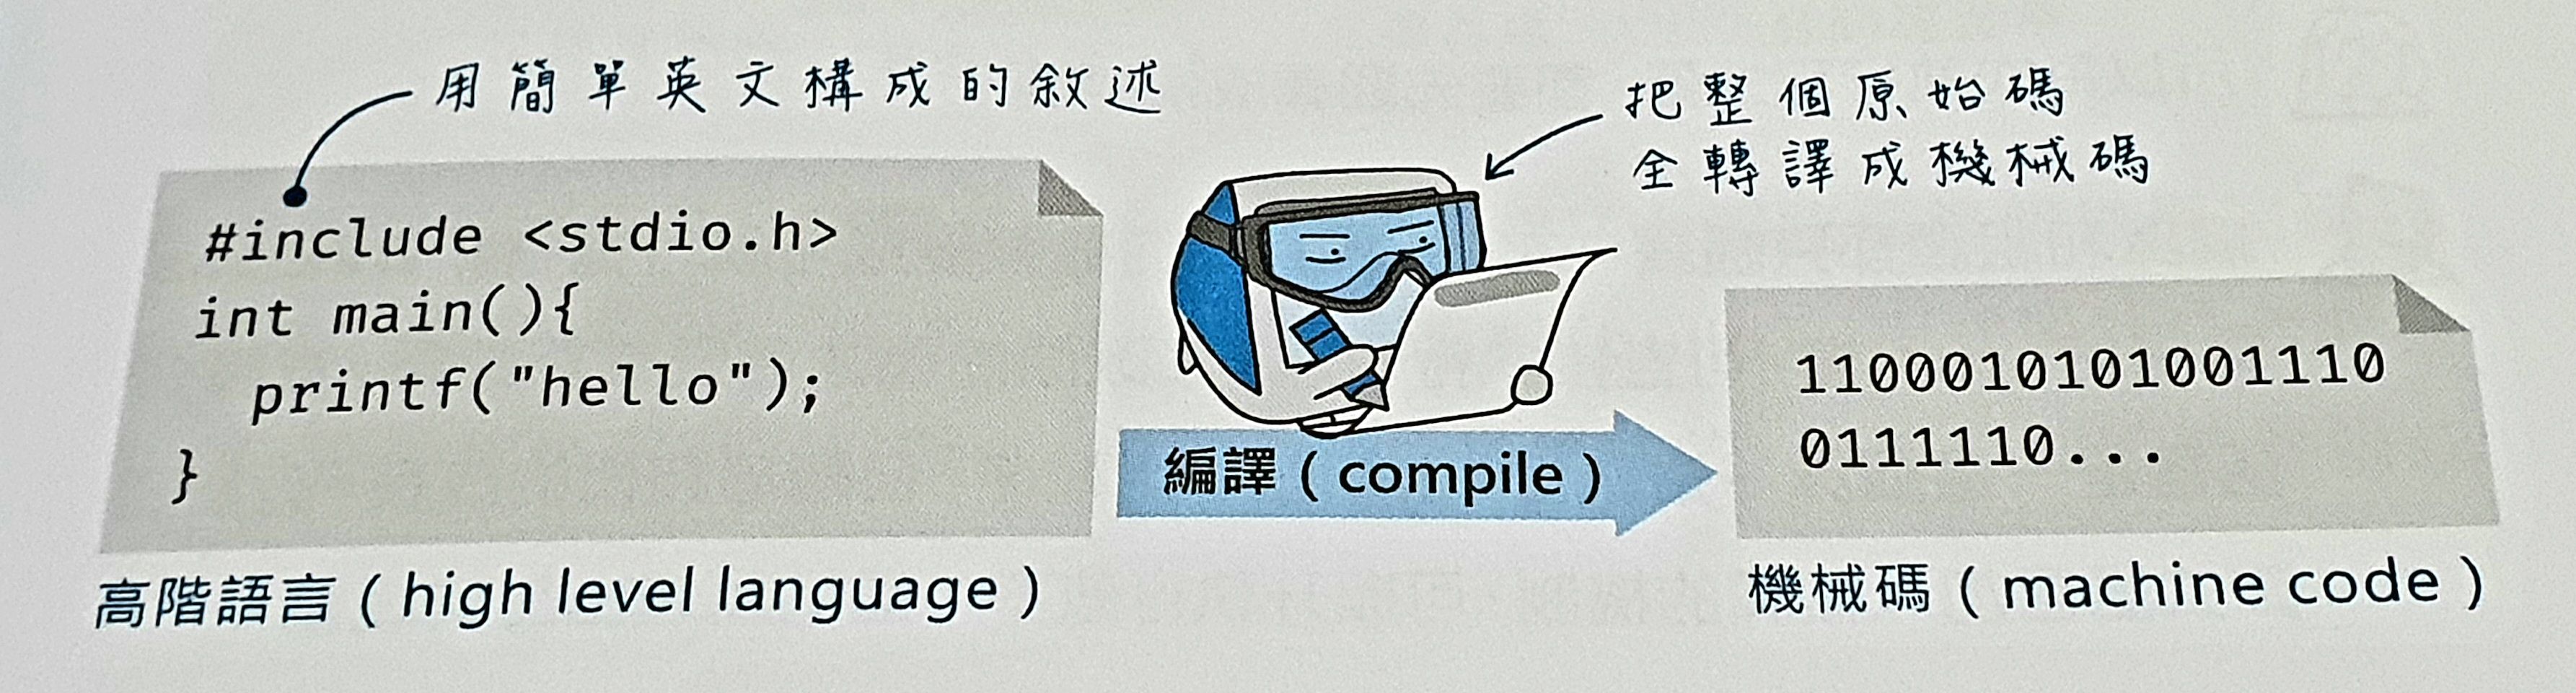 用簡單英文構成的敘述
把整個原始碼
全轉譯成機械碼
#include <stdio.h>
int main(){
  printf("hello");
}
編譯（compile）
1100010101001110
0111110...
高階語言（high level language）
機械碼（machine code）